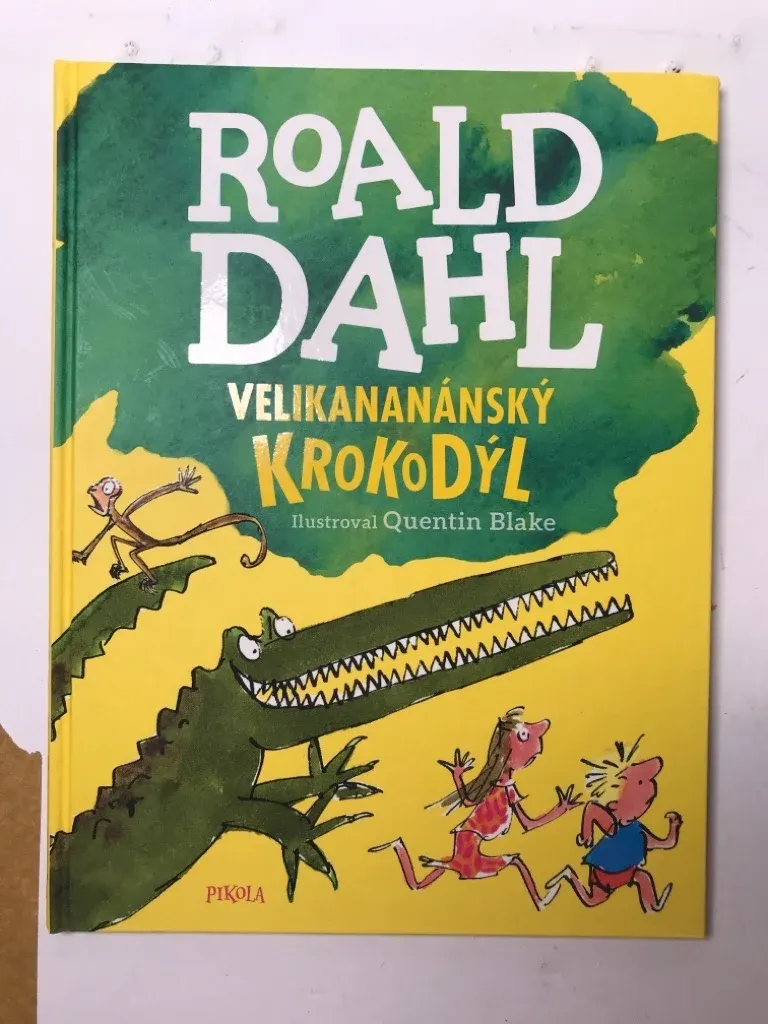 ROALD
DAHL
VELIKANANÁNSKÝ
KROKODÝL
Ilustroval Quentin Blake
PIKOLA